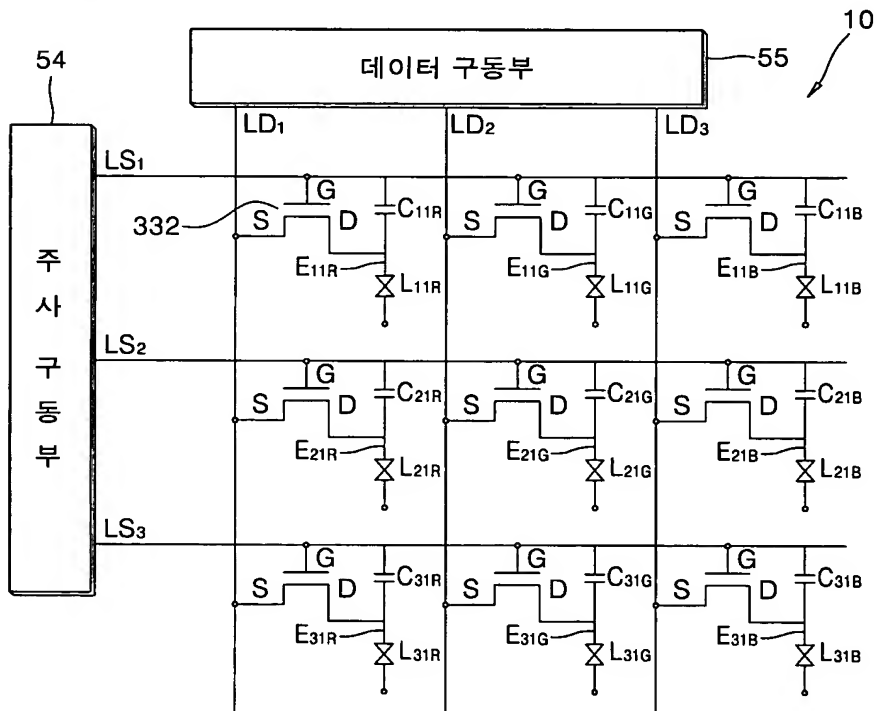 10
54
데이터 구동부
55
LD1 LD2 LD3
LS1
G G G
332 S D C11R S D C11G S D C11B
E11R E11G E11B
L11R L11G L11B
주사 구동부
LS2
G G G
S D C21R S D C21G S D C21B
E21R E21G E21B
L21R L21G L21B
LS3
G G G
S D C31R S D C31G S D C31B
E31R E31G E31B
L31R L31G L31B